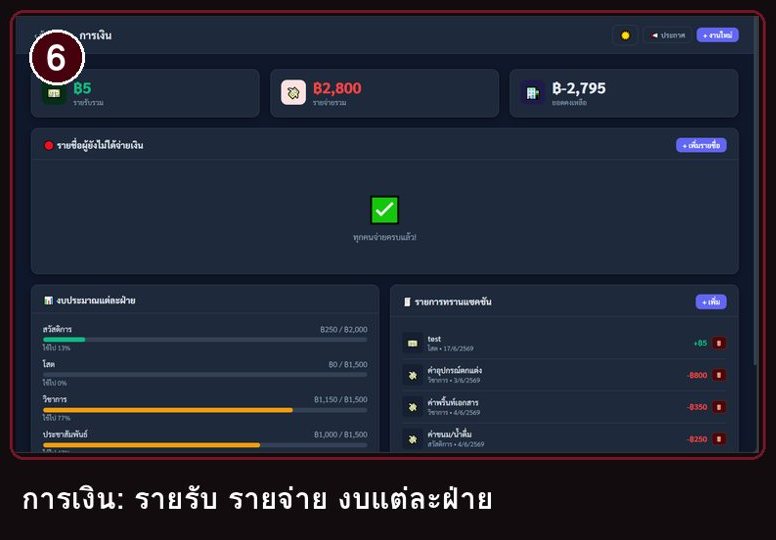 6
การเงิน
ประกาศ
+ งานใหม่
฿5
รายรับรวม
฿2,800
รายจ่ายรวม
฿-2,795
ยอดคงเหลือ
รายชื่อผู้ยังไม่ได้จ่ายเงิน
+ เพิ่มรายชื่อ
ทุกคนจ่ายครบแล้ว!
งบประมาณแต่ละฝ่าย
สวัสดิการ ฿250 / ฿2,000
ใช้ไป 13%
โสต ฿0 / ฿1,500
ใช้ไป 0%
วิชาการ ฿1,150 / ฿1,500
ใช้ไป 77%
ประชาสัมพันธ์ ฿1,000 / ฿1,500
รายการทรานแซคชัน
+ เพิ่ม
test +฿5
โสต • 17/6/2569
ค่าอุปกรณ์ตกแต่ง -฿800
วิชาการ • 3/6/2569
ค่าพริ้นท์เอกสาร -฿350
วิชาการ • 4/6/2569
ค่าขนม/น้ำดื่ม -฿250
สวัสดิการ • 4/6/2569
การเงิน: รายรับ รายจ่าย งบแต่ละฝ่าย